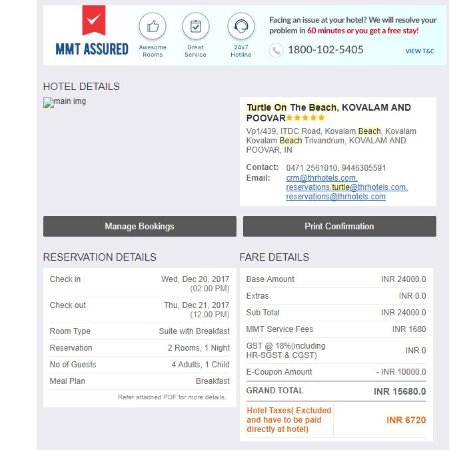 MMT ASSURED
Awesome
Rooms
Great
Service
24x7
Hotline
Facing an issue at your hotel? We will resolve your
problem in 60 minutes or you get a free stay!
1800-102-5405
VIEW T&C
HOTEL DETAILS
main img
Turtle On The Beach, KOVALAM AND
POOVAR
Vp1/439, ITDC Road, Kovalam Beach, Kovalam
Kovalam Beach Trivandrum, KOVALAM AND
POOVAR, IN
Contact: 0471 2561010, 9446305591
Email: crm@thrhotels.com,
reservations.turtle@thrhotels.com,
reservations@thrhotels.com
Manage Bookings
Print Confirmation
RESERVATION DETAILS
Check in Wed, Dec 20, 2017
(02:00 PM)
Check out Thu, Dec 21, 2017
(12:00 PM)
Room Type Suite with Breakfast
Reservation 2 Rooms, 1 Night
No of Guests 4 Adults, 1 Child
Meal Plan Breakfast
Refer attached PDF for more details.
FARE DETAILS
Base Amount INR 24000.0
Extras INR 0.0
Sub Total INR 24000.0
MMT Service Fees INR 1680
GST @ 18%(including
HR-SGST & CGST) INR 0
E-Coupon Amount - INR 10000.0
GRAND TOTAL INR 15680.0
Hotel Taxes( Excluded
and have to be paid
directly at hotel) INR 6720